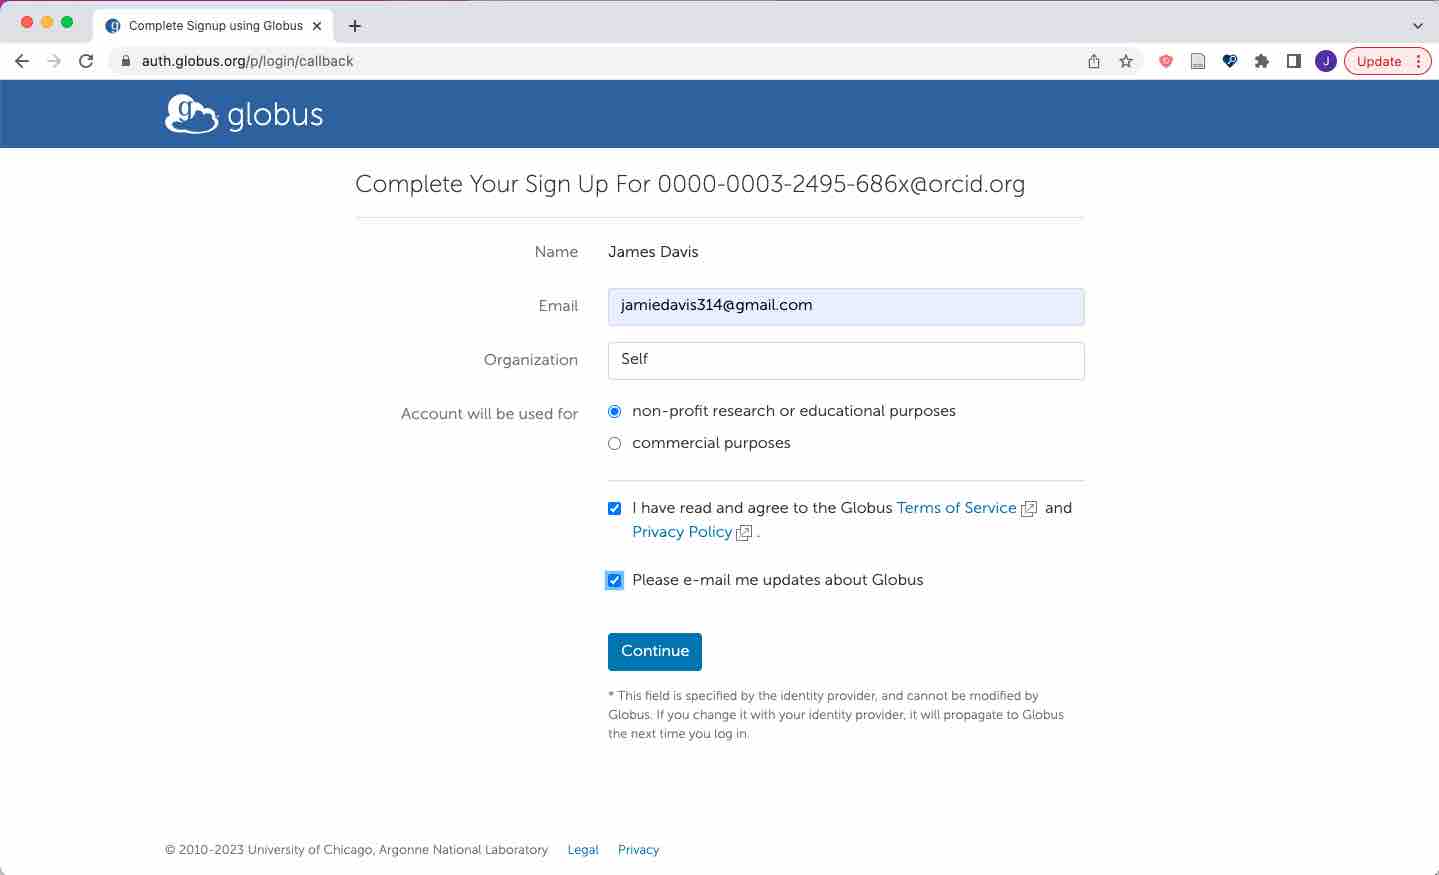 Complete Signup using Globus
auth.globus.org/p/login/callback
J
Update
g globus
Complete Your Sign Up For 0000-0003-2495-686x@orcid.org
Name James Davis
Email jamiedavis314@gmail.com
Organization Self
Account will be used for non-profit research or educational purposes
commercial purposes
I have read and agree to the Globus Terms of Service and
Privacy Policy .
Please e-mail me updates about Globus
Continue
* This field is specified by the identity provider, and cannot be modified by
Globus. If you change it with your identity provider, it will propagate to Globus
the next time you log in.
© 2010-2023 University of Chicago, Argonne National Laboratory Legal Privacy